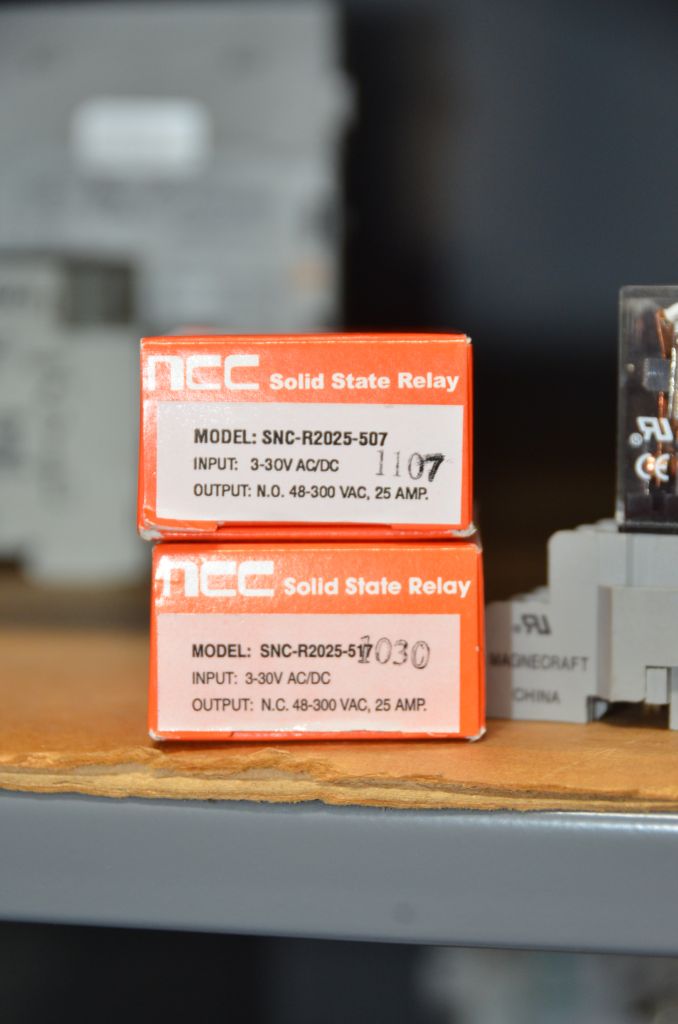 NCC Solid State Relay
MODEL: SNC-R2025-507
INPUT: 3-30V AC/DC 1107
OUTPUT: N.O. 48-300 VAC, 25 AMP.
NCC Solid State Relay
MODEL: SNC-R2025-517 1030
INPUT: 3-30V AC/DC
OUTPUT: N.C. 48-300 VAC, 25 AMP.
MAGNECRAFT
CHINA